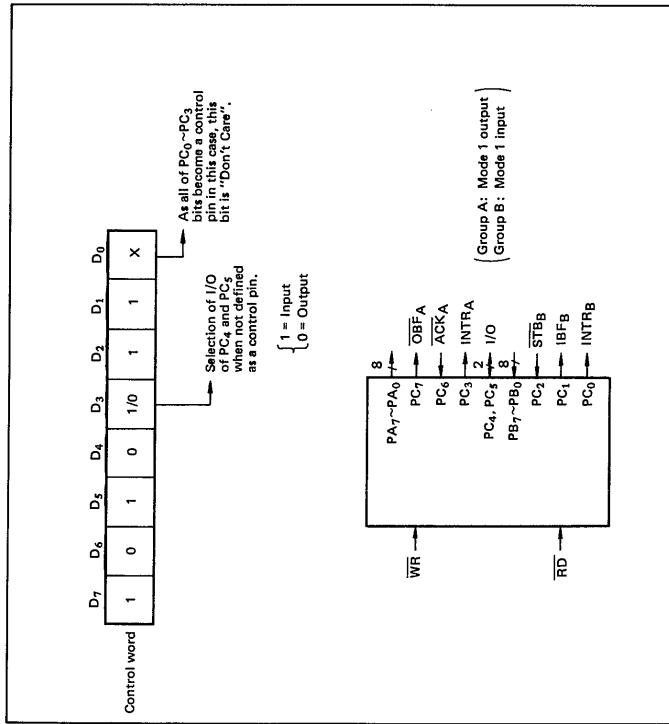 Control word
D7 D6 D5 D4 D3 D2 D1 D0
1 0 1 0 1/0 1 1 X
Selection of I/O
of PC4 and PC5
when not defined
as a control pin.
1 = Input
0 = Output
As all of PC0~PC3
bits become a control
pin in this case, this
bit is "Don't Care".
WR
RD
PA7~PA0 8
PC7 OBFA
PC6 ACKA
PC3 INTRA
PC4, PC5 2 I/O
PB7~PB0 8
PC2 STBB
PC1 IBFB
PC0 INTRB
(Group A: Mode 1 output
Group B: Mode 1 input)